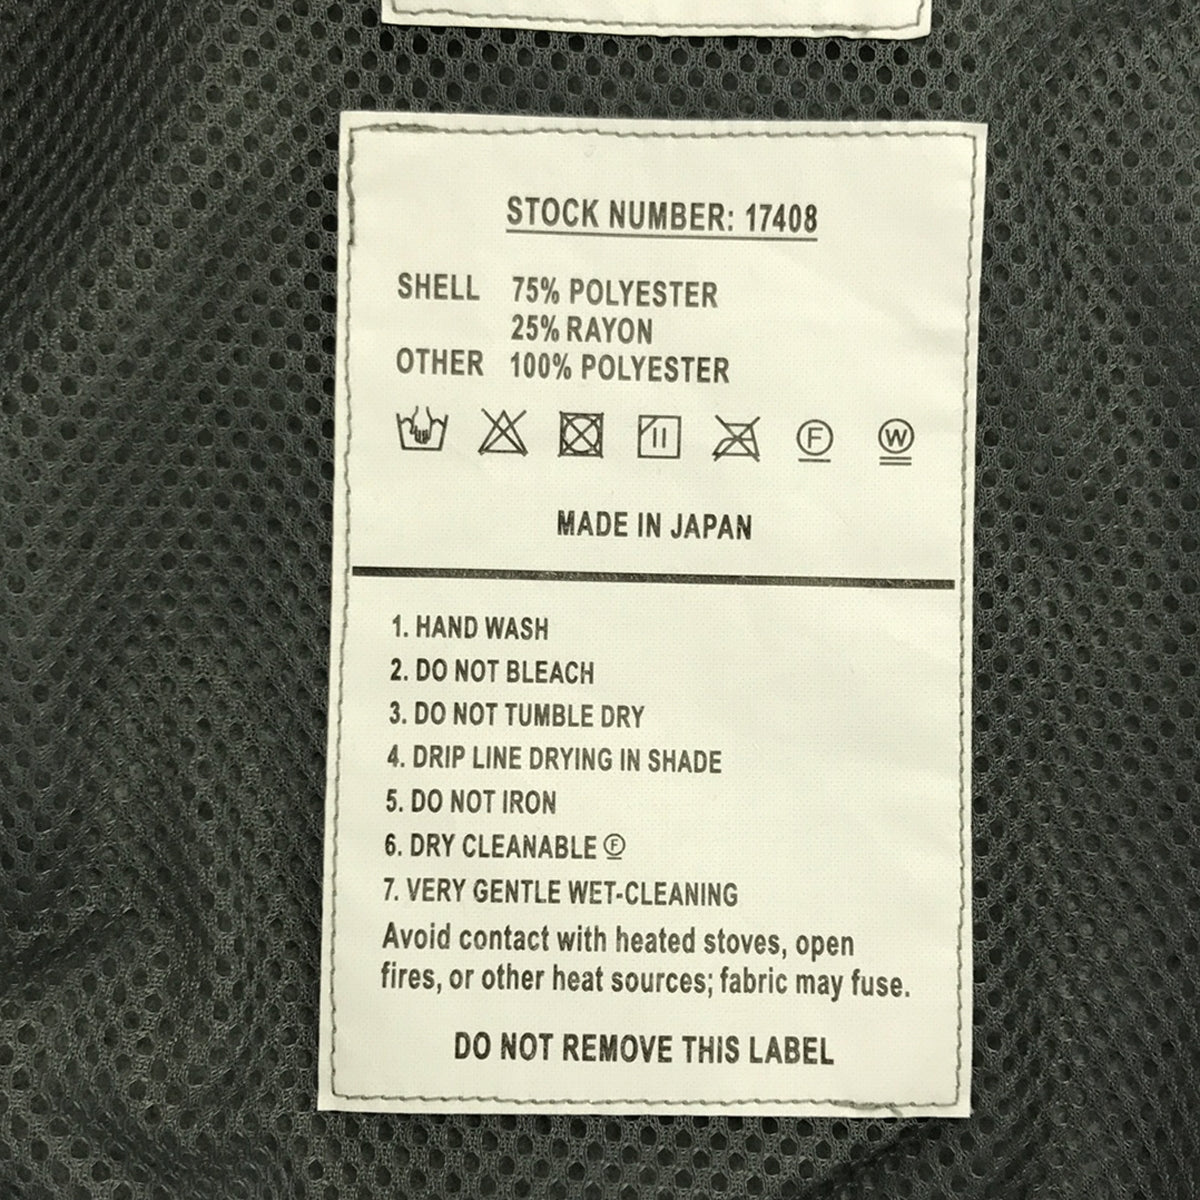 STOCK NUMBER: 17408
SHELL 75% POLYESTER
25% RAYON
OTHER 100% POLYESTER
F W
MADE IN JAPAN
1. HAND WASH
2. DO NOT BLEACH
3. DO NOT TUMBLE DRY
4. DRIP LINE DRYING IN SHADE
5. DO NOT IRON
6. DRY CLEANABLE Ⓕ
7. VERY GENTLE WET-CLEANING
Avoid contact with heated stoves, open
fires, or other heat sources; fabric may fuse.
DO NOT REMOVE THIS LABEL